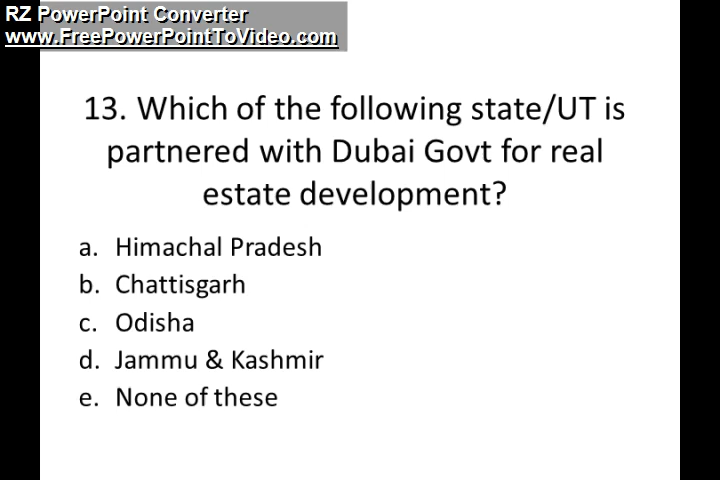 RZ PowerPoint Converter
www.FreePowerPointToVideo.com
13. Which of the following state/UT is
partnered with Dubai Govt for real
estate development?
a. Himachal Pradesh
b. Chattisgarh
c. Odisha
d. Jammu & Kashmir
e. None of these